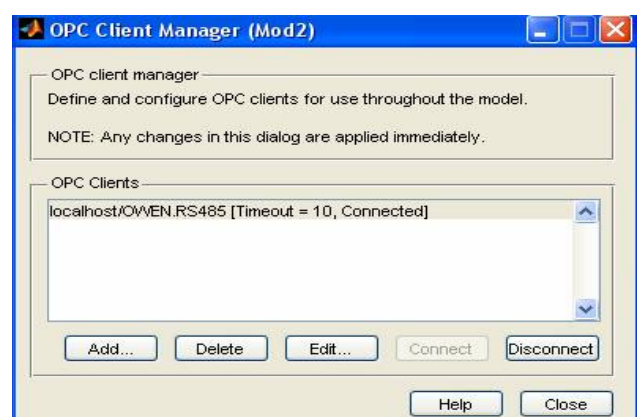 OPC Client Manager (Mod2)
OPC client manager
Define and configure OPC clients for use throughout the model.
NOTE: Any changes in this dialog are applied immediately.
OPC Clients
localhost/OWEN.RS485 [Timeout = 10, Connected]
Add... Delete Edit... Connect Disconnect
Help Close